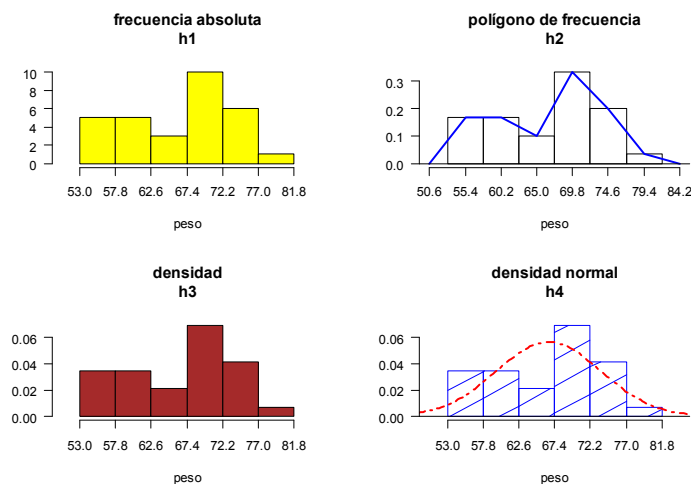 frecuencia absoluta
h1
10
8
6
4
2
0
53.0 57.8 62.6 67.4 72.2 77.0 81.8
peso
polígono de frecuencia
h2
0.3
0.2
0.1
0.0
50.6 55.4 60.2 65.0 69.8 74.6 79.4 84.2
peso
densidad
h3
0.06
0.04
0.02
0.00
53.0 57.8 62.6 67.4 72.2 77.0 81.8
peso
densidad normal
h4
0.06
0.04
0.02
0.00
53.0 57.8 62.6 67.4 72.2 77.0 81.8
peso